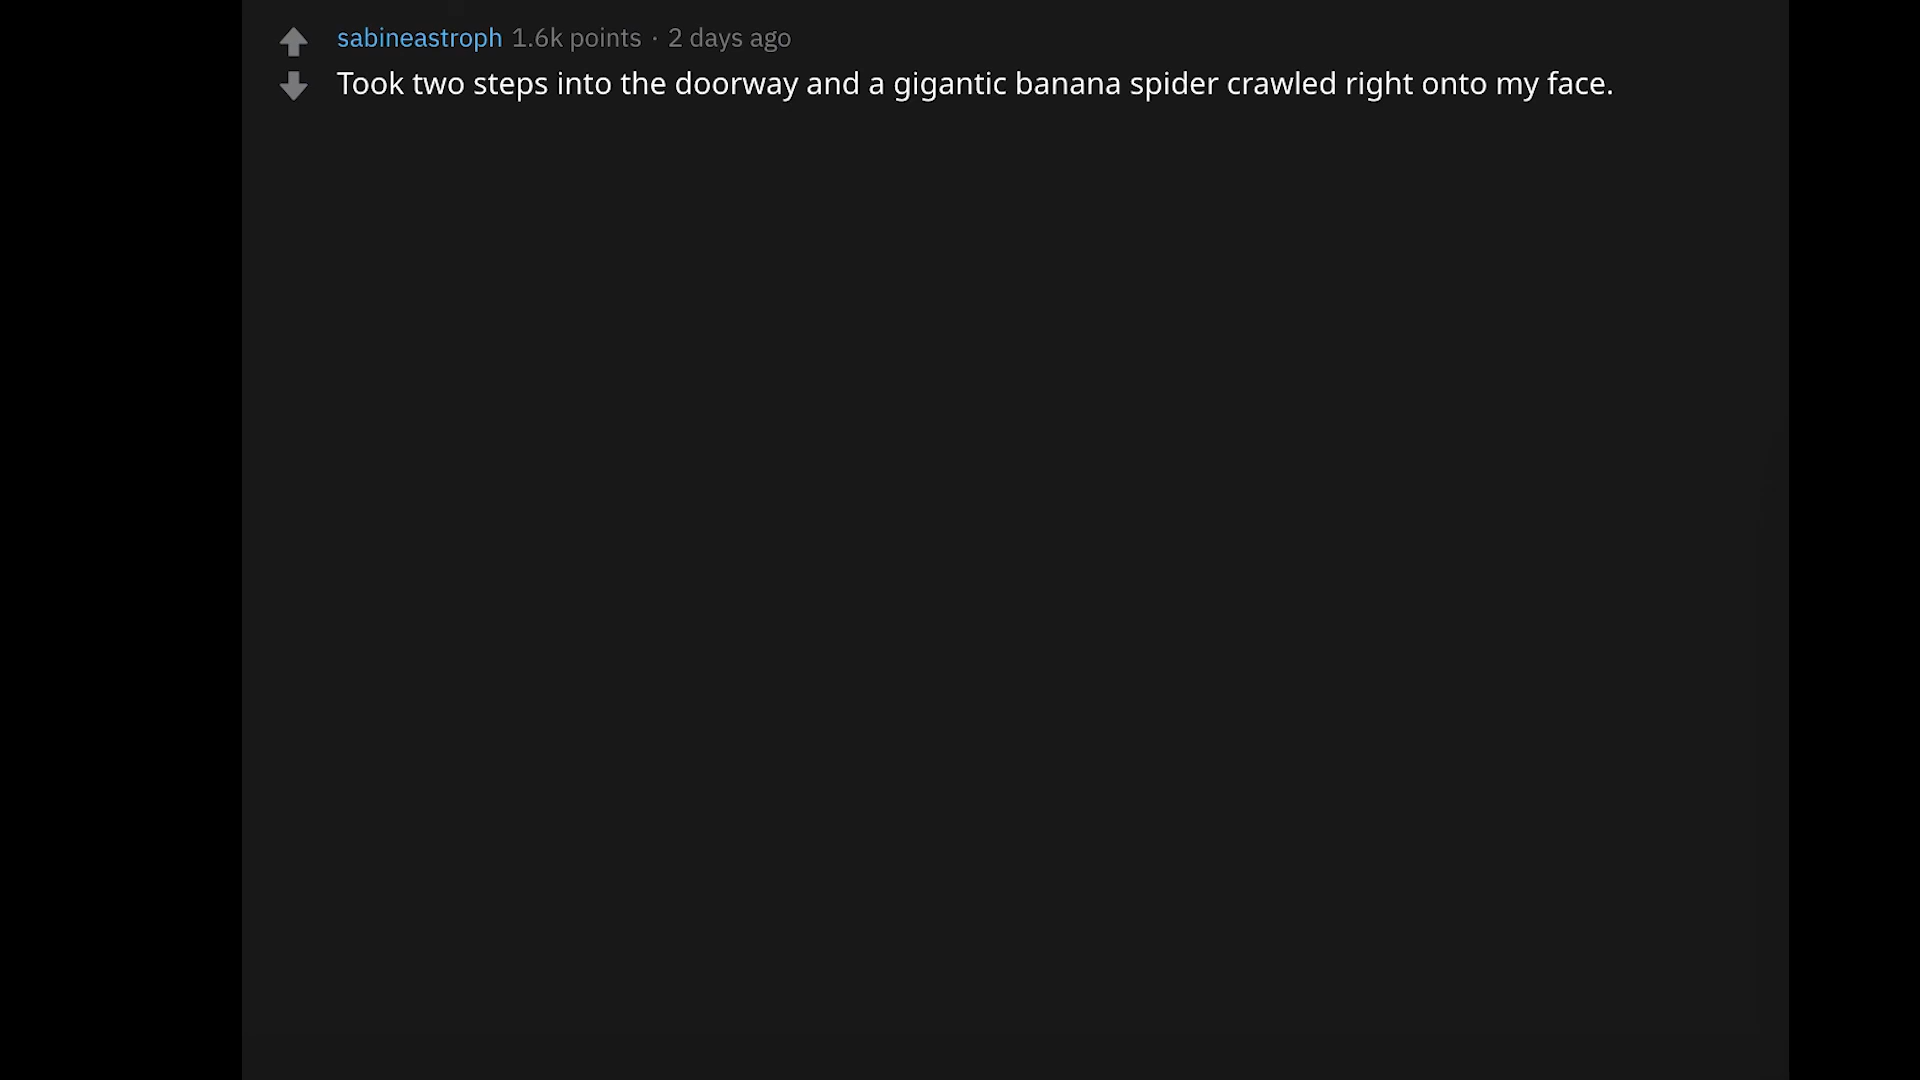 sabineastroph 1.6k points · 2 days ago
Took two steps into the doorway and a gigantic banana spider crawled right onto my face.